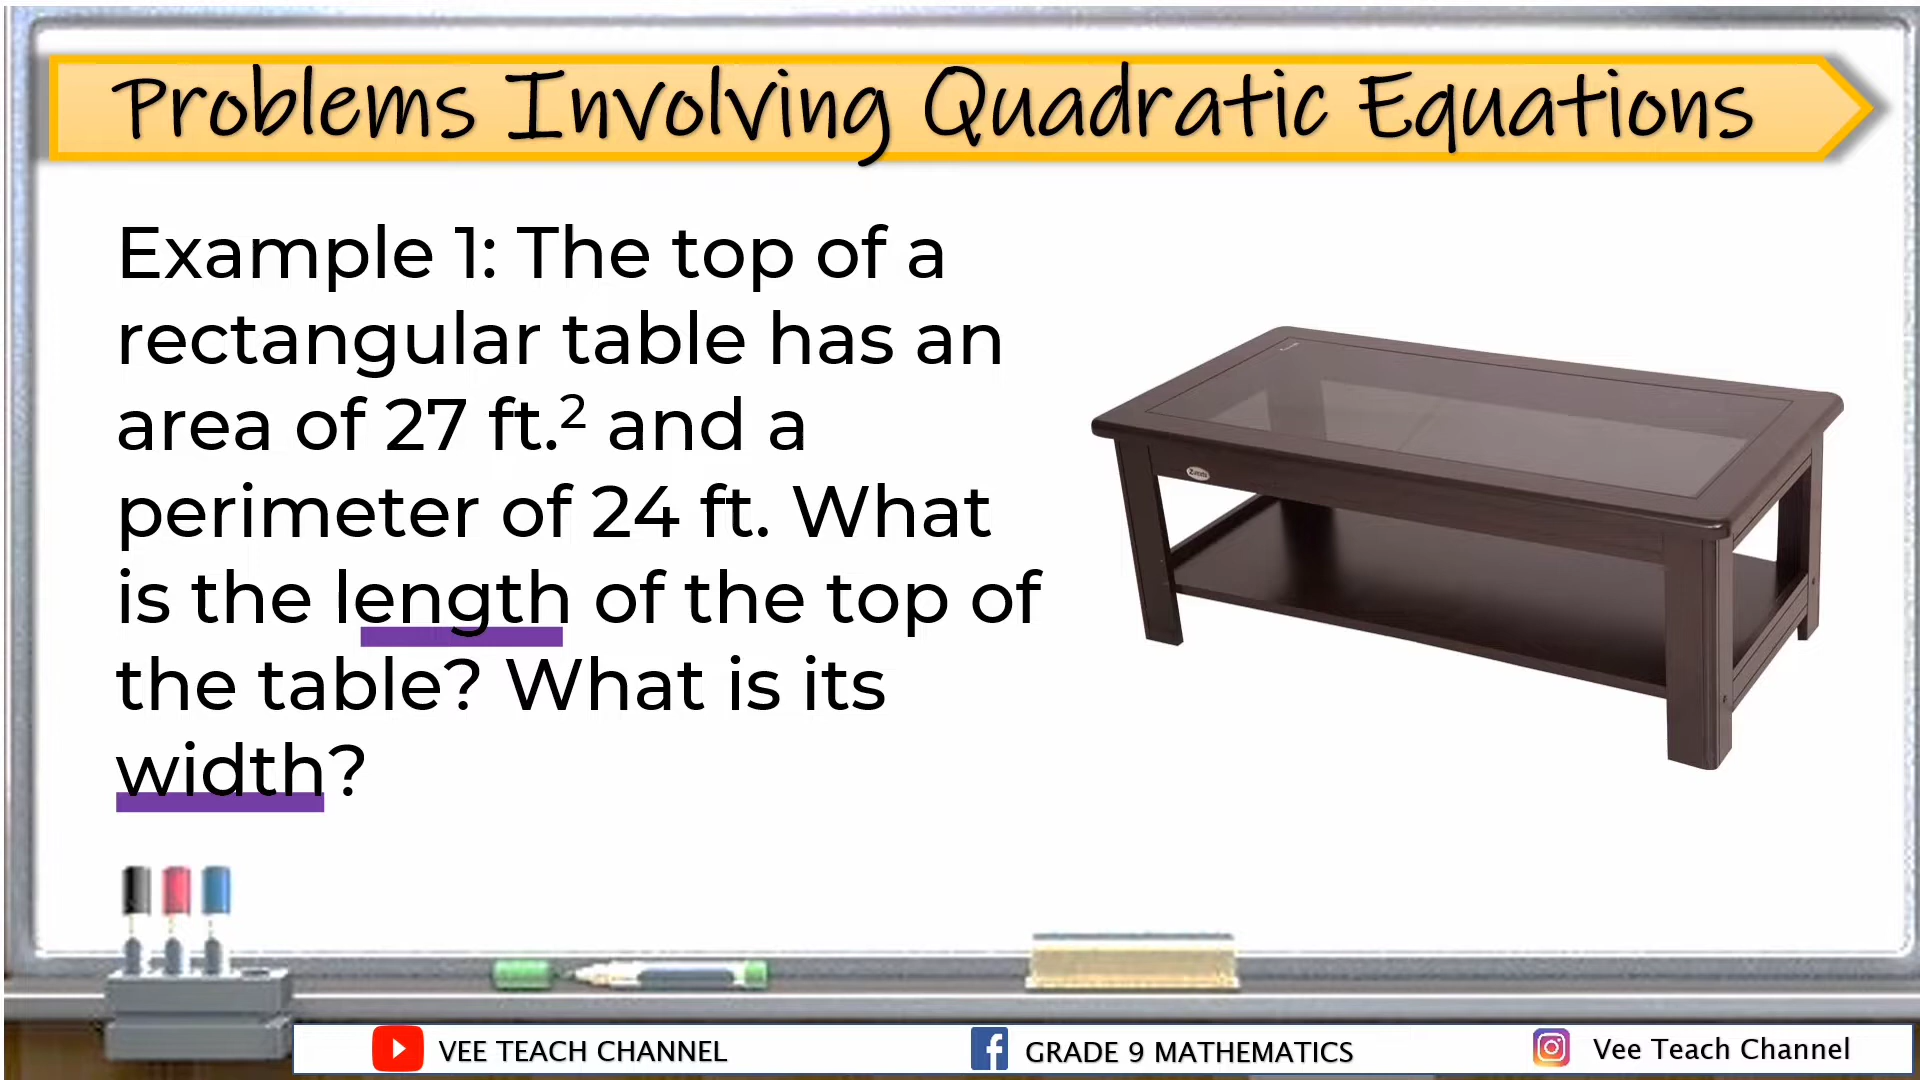 Problems Involving Quadratic Equations
Example 1: The top of a
rectangular table has an
area of 27 ft.² and a
perimeter of 24 ft. What
is the length of the top of
the table? What is its
width?
VEE TEACH CHANNEL
GRADE 9 MATHEMATICS
Vee Teach Channel